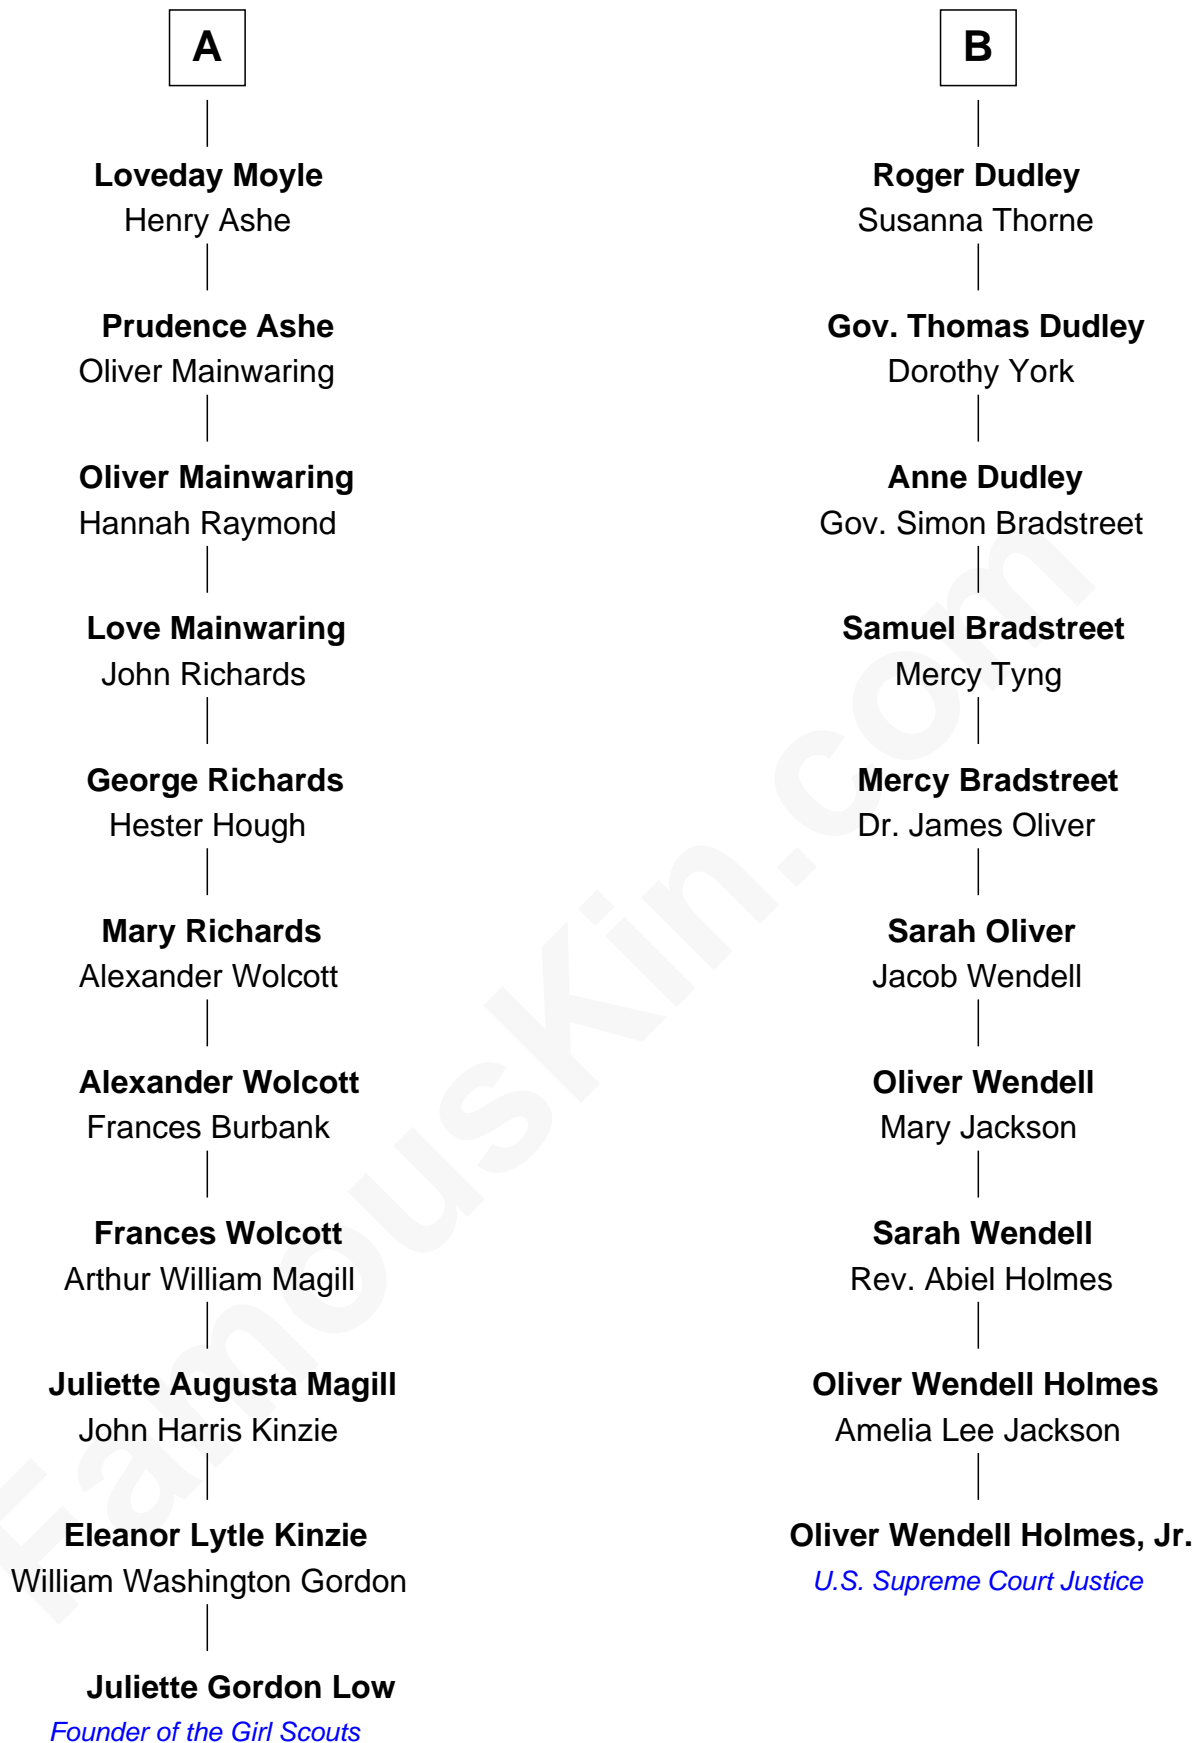 A
Loveday Moyle
Henry Ashe
Prudence Ashe
Oliver Mainwaring
Oliver Mainwaring
Hannah Raymond
Love Mainwaring
John Richards
George Richards
Hester Hough
Mary Richards
Alexander Wolcott
Alexander Wolcott
Frances Burbank
Frances Wolcott
Arthur William Magill
Juliette Augusta Magill
John Harris Kinzie
Eleanor Lytle Kinzie
William Washington Gordon
Juliette Gordon Low
Founder of the Girl Scouts
B
Roger Dudley
Susanna Thorne
Gov. Thomas Dudley
Dorothy York
Anne Dudley
Gov. Simon Bradstreet
Samuel Bradstreet
Mercy Tyng
Mercy Bradstreet
Dr. James Oliver
Sarah Oliver
Jacob Wendell
Oliver Wendell
Mary Jackson
Sarah Wendell
Rev. Abiel Holmes
Oliver Wendell Holmes
Amelia Lee Jackson
Oliver Wendell Holmes, Jr.
U.S. Supreme Court Justice
FamousKin.com